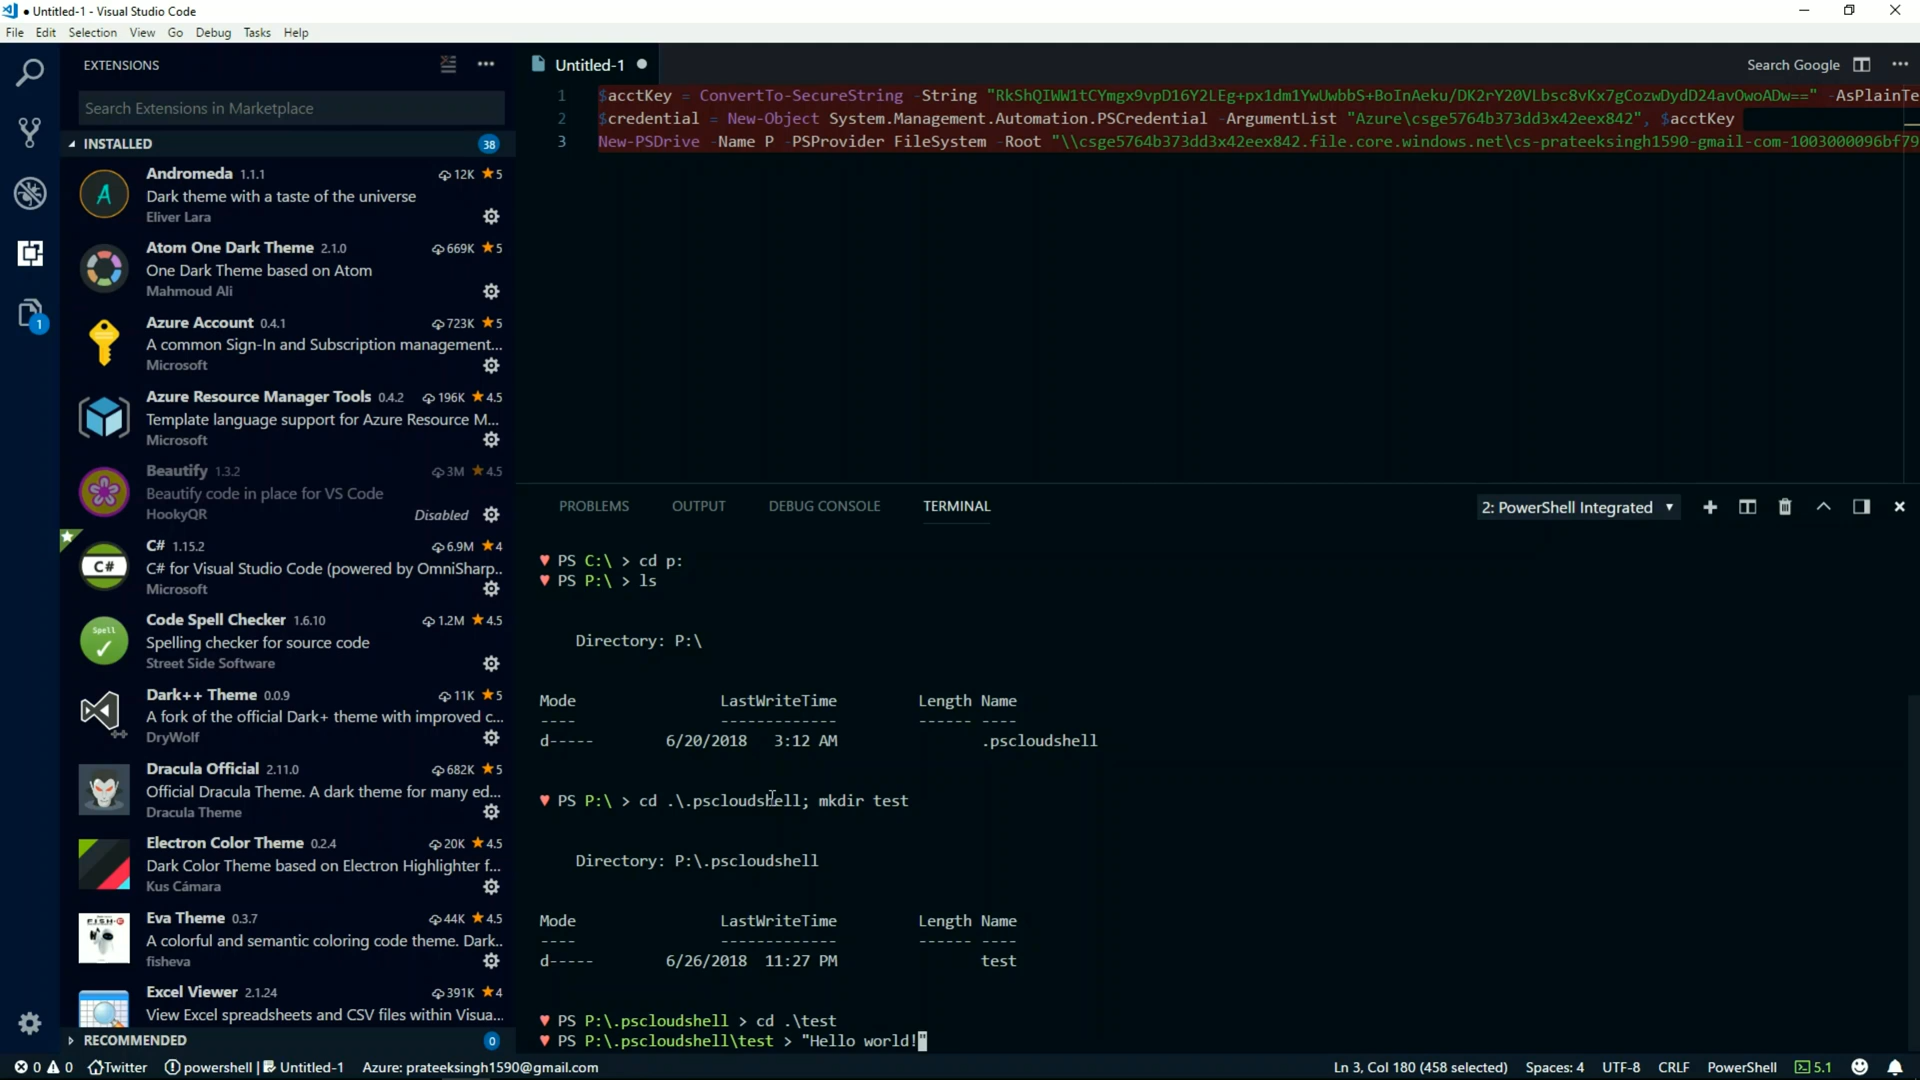 ● Untitled-1 - Visual Studio Code
File Edit Selection View Go Debug Tasks Help
EXTENSIONS
Search Extensions in Marketplace
INSTALLED 38
Andromeda 1.1.1 12K ★5
Dark theme with a taste of the universe
Eliver Lara
Atom One Dark Theme 2.1.0 669K ★5
One Dark Theme based on Atom
Mahmoud Ali
Azure Account 0.4.1 723K ★5
A common Sign-In and Subscription management...
Microsoft
Azure Resource Manager Tools 0.4.2 196K ★4.5
Template language support for Azure Resource M...
Microsoft
Beautify 1.3.2 3M ★4.5
Beautify code in place for VS Code
HookyQR Disabled
C# 1.15.2 6.9M ★4
C#
C# for Visual Studio Code (powered by OmniSharp..
Microsoft
Code Spell Checker 1.6.10 1.2M ★4.5
Spell
Spelling checker for source code
Street Side Software
Dark++ Theme 0.0.9 11K ★5
A fork of the official Dark+ theme with improved c...
DryWolf
Dracula Official 2.11.0 682K ★5
Official Dracula Theme. A dark theme for many ed...
Dracula Theme
Electron Color Theme 0.2.4 20K ★4.5
Dark Color Theme based on Electron Highlighter f...
Kus Cámara
Eva Theme 0.3.7 44K ★4.5
A colorful and semantic coloring code theme. Dark..
fisheva
Excel Viewer 2.1.24 391K ★4
View Excel spreadsheets and CSV files within Visua...
RECOMMENDED 0
1
Untitled-1 ●
Search Google
1 $acctKey = ConvertTo-SecureString -String "RkShQIWW1tCYmgx9vpD16Y2LEg+px1dm1YwUwbbS+BoInAeku/DK2rY20VLbsc8vKx7gCozwDydD24avOwoADw==" -AsPlainTe
2 $credential = New-Object System.Management.Automation.PSCredential -ArgumentList "Azure\csge5764b373dd3x42eex842", $acctKey
3 New-PSDrive -Name P -PSProvider FileSystem -Root "\\csge5764b373dd3x42eex842.file.core.windows.net\cs-prateeksingh1590-gmail-com-1003000096bf79
PROBLEMS OUTPUT DEBUG CONSOLE TERMINAL 2: PowerShell Integrated
♥ PS C:\ > cd p:
♥ PS P:\ > ls
Directory: P:\
Mode LastWriteTime Length Name
---- ------------- ------ ----
d----- 6/20/2018 3:12 AM .pscloudshell
♥ PS P:\ > cd .\.pscloudshell; mkdir test
Directory: P:\.pscloudshell
Mode LastWriteTime Length Name
---- ------------- ------ ----
d----- 6/26/2018 11:27 PM test
♥ PS P:\.pscloudshell > cd .\test
♥ PS P:\.pscloudshell\test > "Hello world!"
0 0 Twitter powershell | Untitled-1 Azure: prateeksingh1590@gmail.com Ln 3, Col 180 (458 selected) Spaces: 4 UTF-8 CRLF PowerShell 5.1